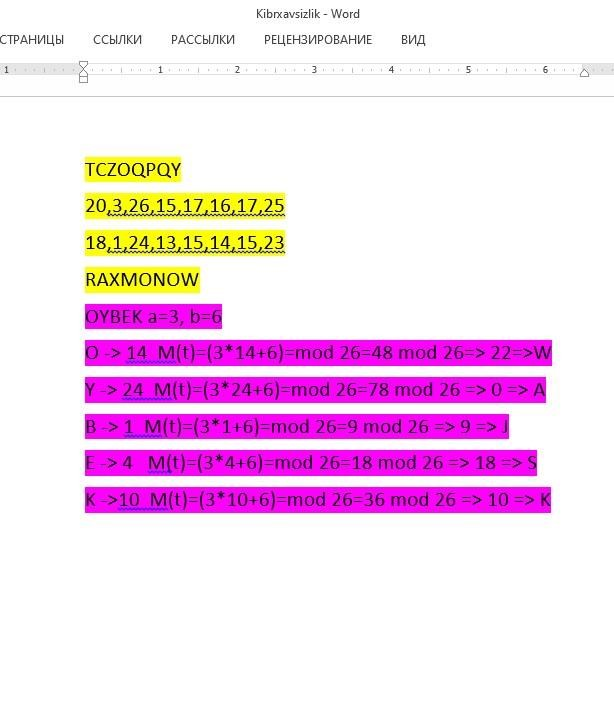 Kibrxavsizlik - Word
СТРАНИЦЫ ССЫЛКИ РАССЫЛКИ РЕЦЕНЗИРОВАНИЕ ВИД
1 1 2 3 4 5 6
TCZOQPQY
20,3,26,15,17,16,17,25
18,1,24,13,15,14,15,23
RAXMONOW
OYBEK a=3, b=6
O -> 14 M(t)=(3*14+6)=mod 26=48 mod 26=> 22=>W
Y -> 24 M(t)=(3*24+6)=mod 26=78 mod 26 => 0 => A
B -> 1 M(t)=(3*1+6)=mod 26=9 mod 26 => 9 => J
E -> 4 M(t)=(3*4+6)=mod 26=18 mod 26 => 18 => S
K ->10 M(t)=(3*10+6)=mod 26=36 mod 26 => 10 => K